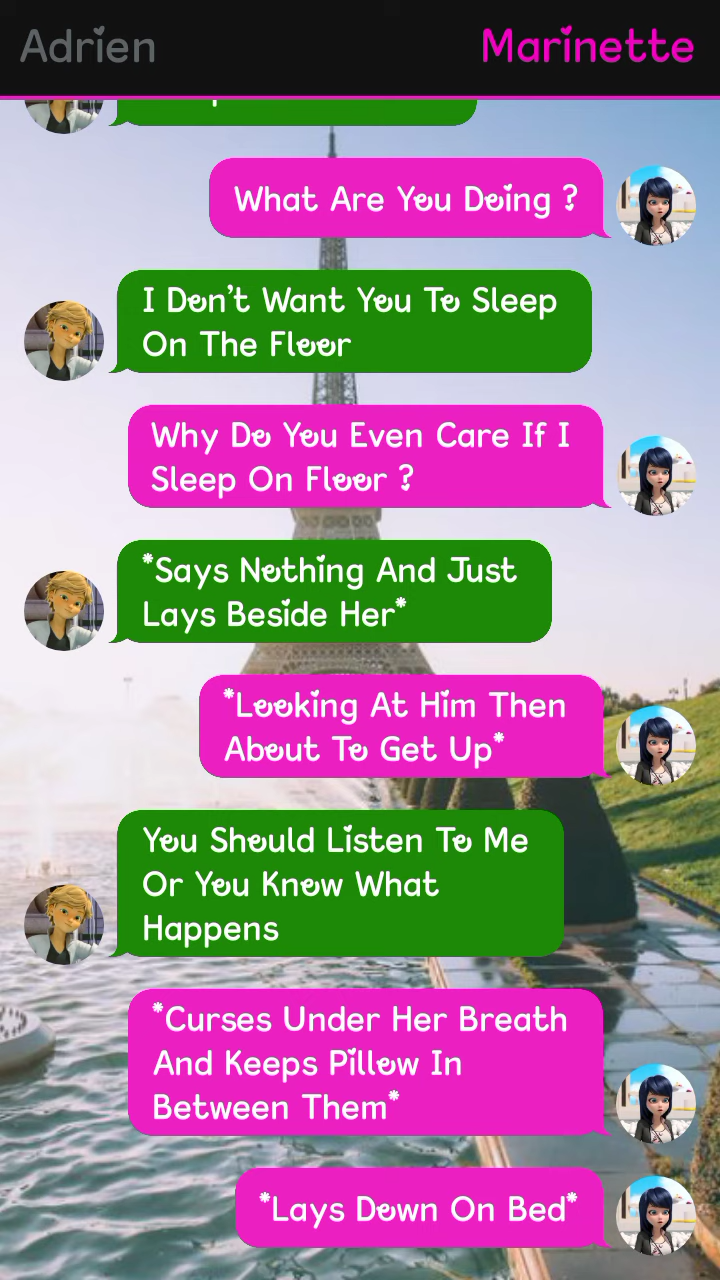 Adrien
Marinette
What Are You Doing ?
I Don't Want You To Sleep
On The Floor
Why Do You Even Care If I
Sleep On Floor ?
*Says Nothing And Just
Lays Beside Her*
*Looking At Him Then
About To Get Up*
You Should Listen To Me
Or You Know What
Happens
*Curses Under Her Breath
And Keeps Pillow In
Between Them*
*Lays Down On Bed*